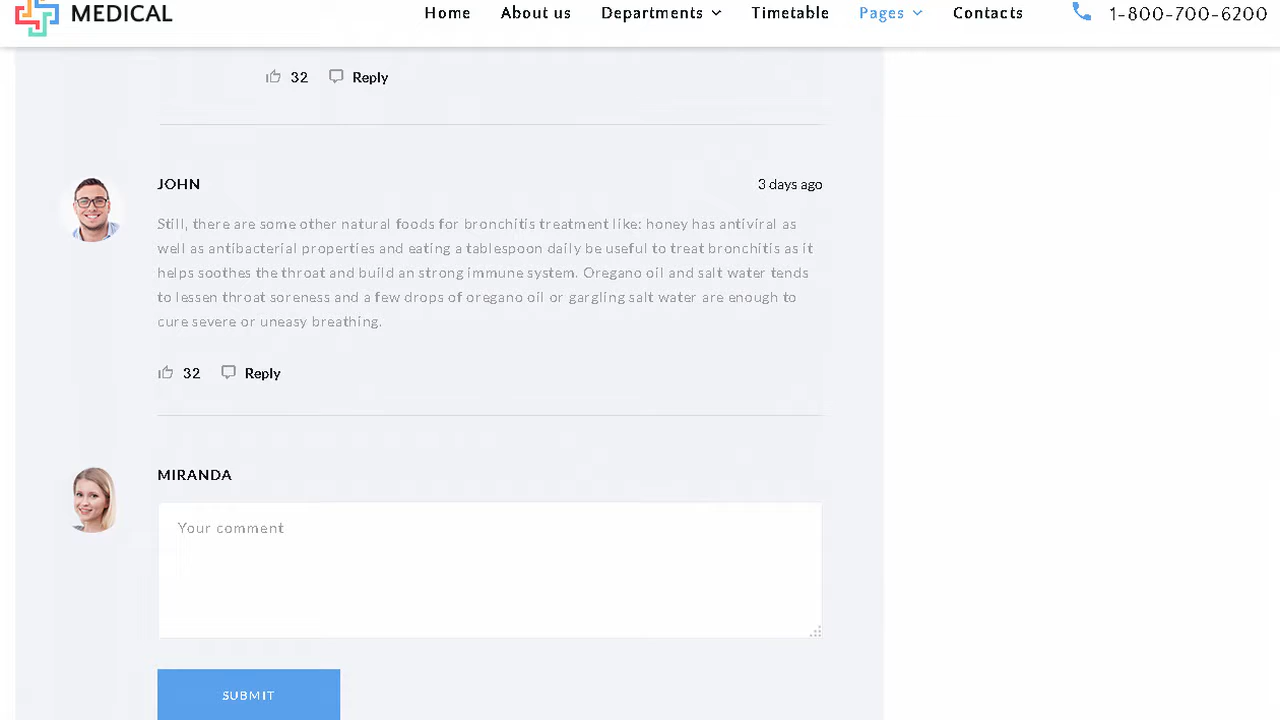 MEDICAL Home About us Departments Timetable Pages Contacts 1-800-700-6200
32 Reply
JOHN 3 days ago
Still, there are some other natural foods for bronchitis treatment like: honey has antiviral as
well as antibacterial properties and eating a tablespoon daily be useful to treat bronchitis as it
helps soothes the throat and build an strong immune system. Oregano oil and salt water tends
to lessen throat soreness and a few drops of oregano oil or gargling salt water are enough to
cure severe or uneasy breathing.
32 Reply
MIRANDA
Your comment
SUBMIT